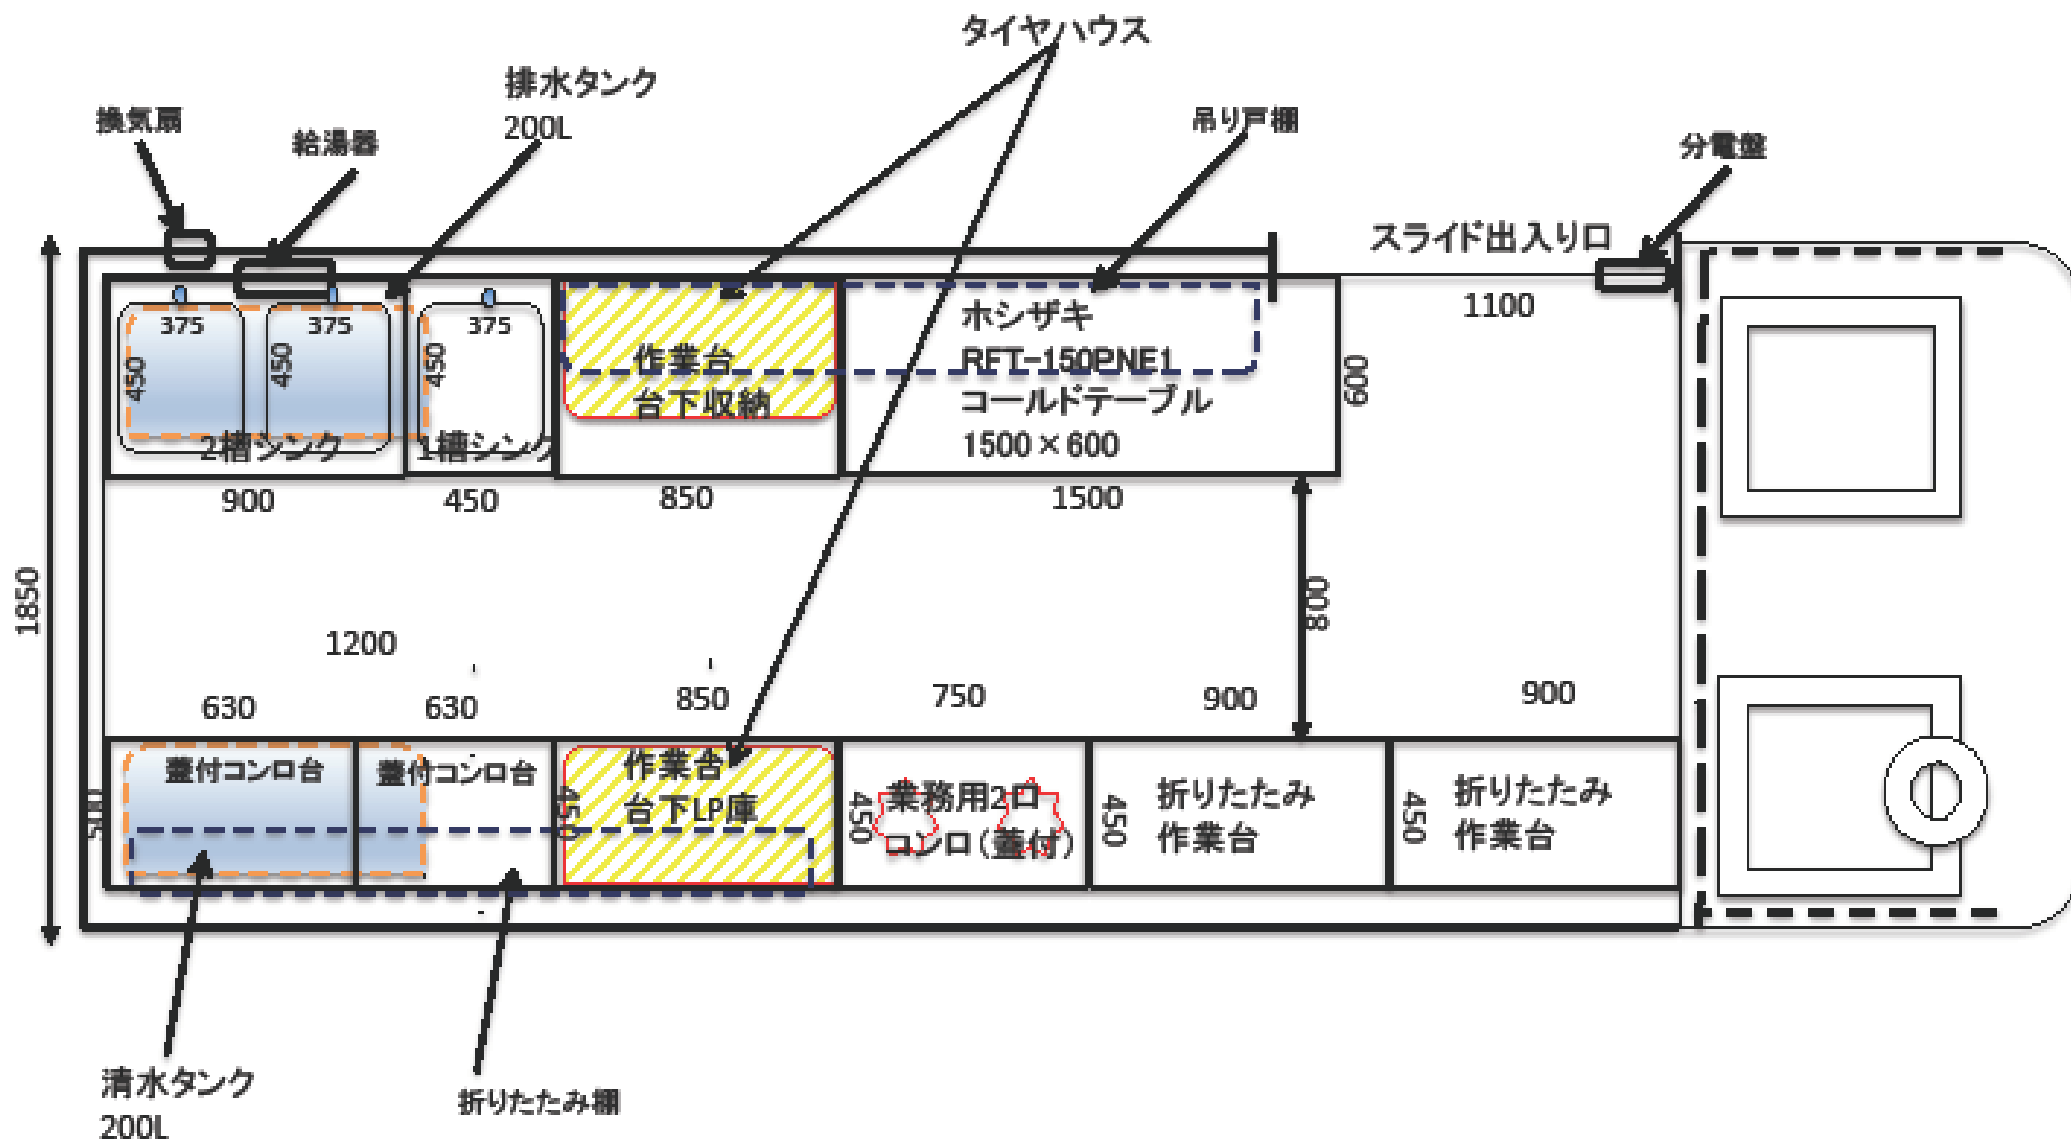 タイヤハウス
排水タンク
200L
換気扇
給湯器
吊り戸棚
分電盤
スライド出入り口
1100
375
375
375
450
450
450
2槽シンク
1槽シンク
作業台
台下収納
ホシザキ
RFT-150PNE1
コールドテーブル
1500×600
600
900
450
850
1500
1850
800
1200
630
630
850
750
900
900
蓋付コンロ台
蓋付コンロ台
作業台
台下LP庫
業務用2口
コンロ(蓋付)
折りたたみ
作業台
折りたたみ
作業台
450
450
450
450
清水タンク
200L
折りたたみ棚